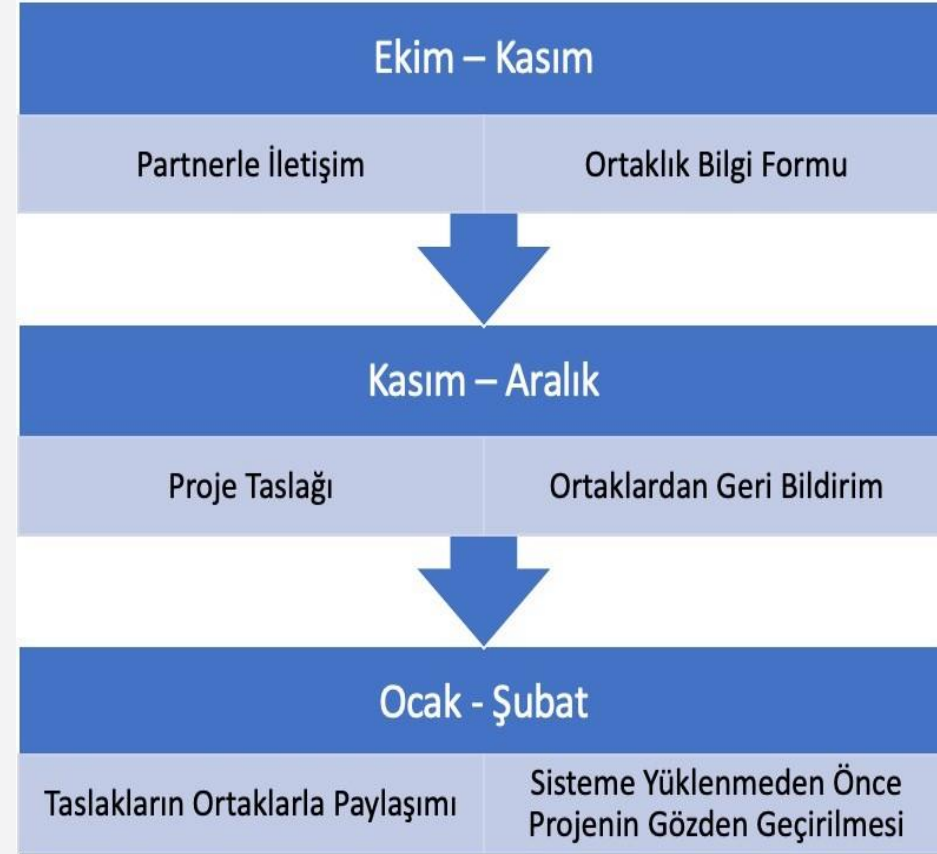 Ekim – Kasım
Partnerle İletişim
Ortaklık Bilgi Formu
Kasım – Aralık
Proje Taslağı
Ortaklardan Geri Bildirim
Ocak - Şubat
Taslakların Ortaklarla Paylaşımı
Sisteme Yüklenmeden Önce
Projenin Gözden Geçirilmesi